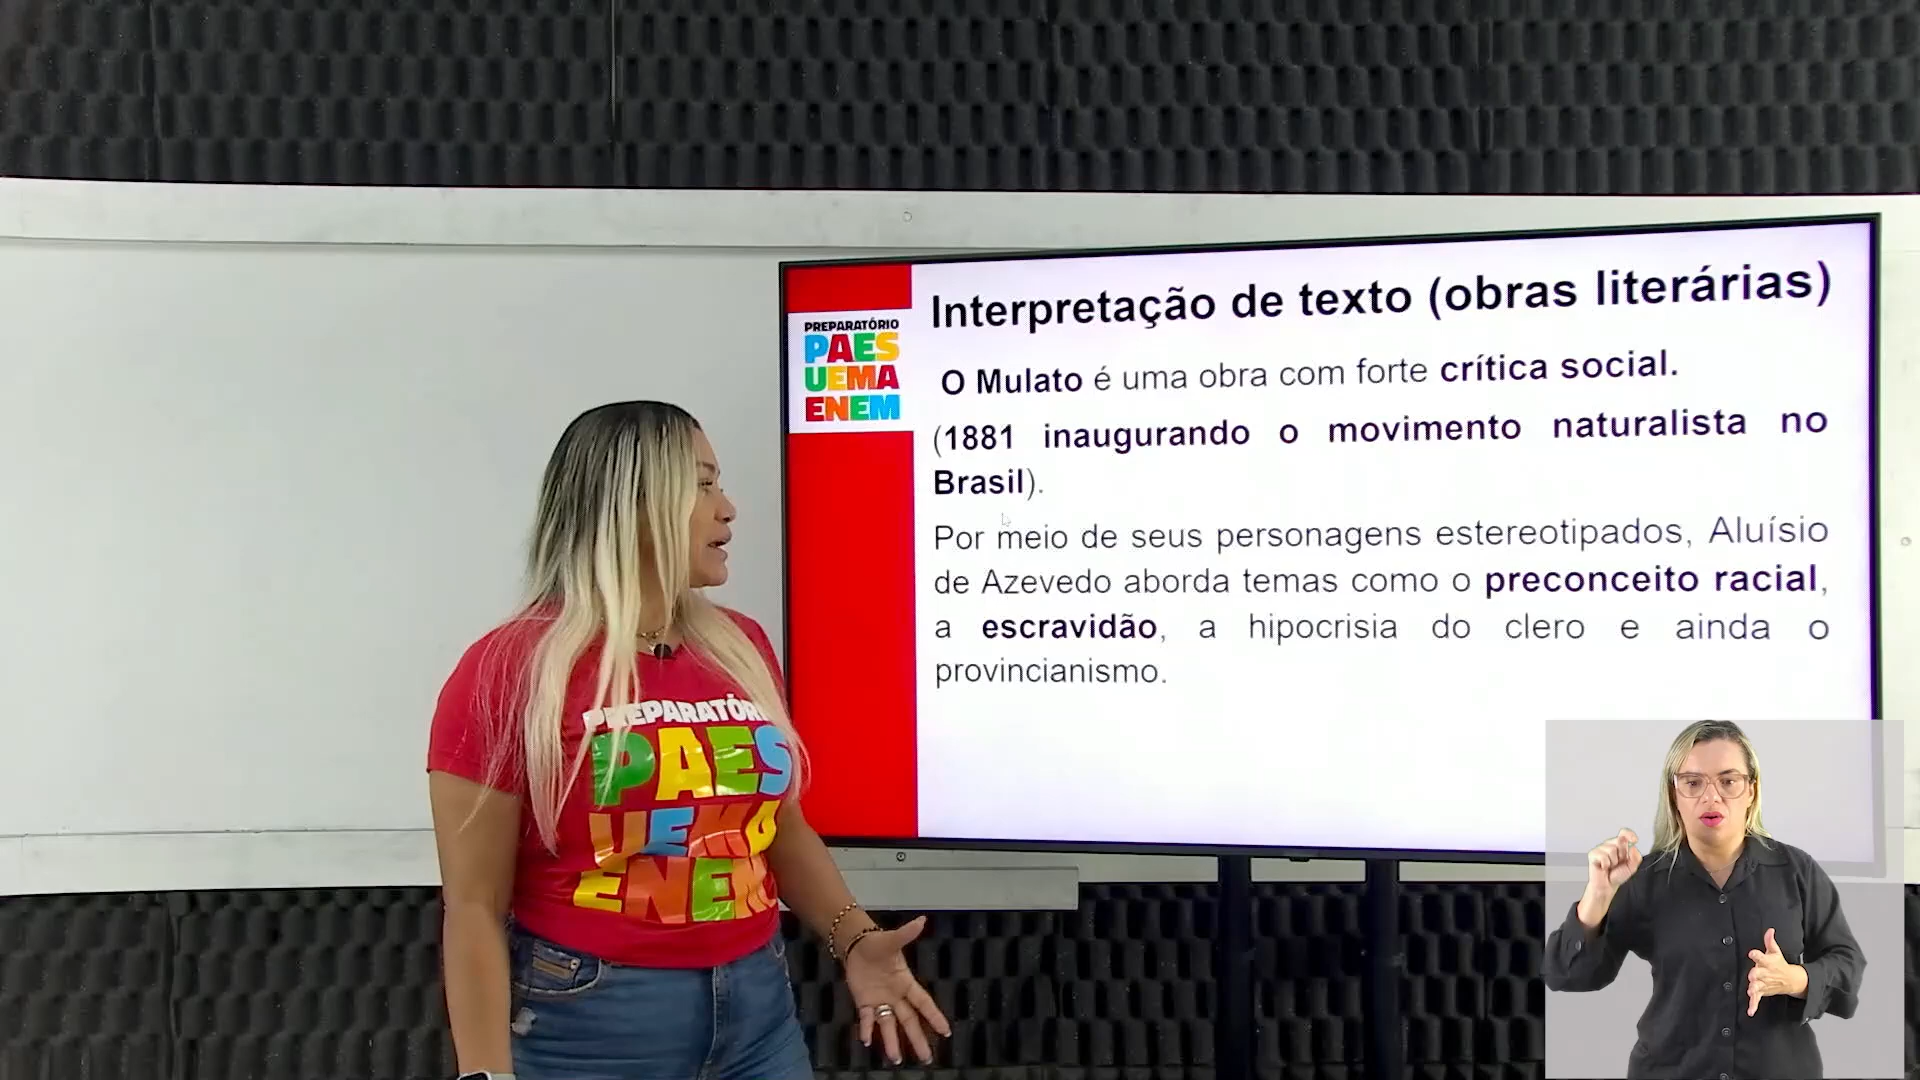 Interpretação de texto (obras literárias)
PREPARATÓRIO
PAES
UEMA
ENEM
O Mulato é uma obra com forte crítica social.
(1881 inaugurando o movimento naturalista no
Brasil).
Por meio de seus personagens estereotipados, Aluísio
de Azevedo aborda temas como o preconceito racial,
a escravidão, a hipocrisia do clero e ainda o
provincianismo.
PREPARATÓRI
PAES
UEMA
ENEM